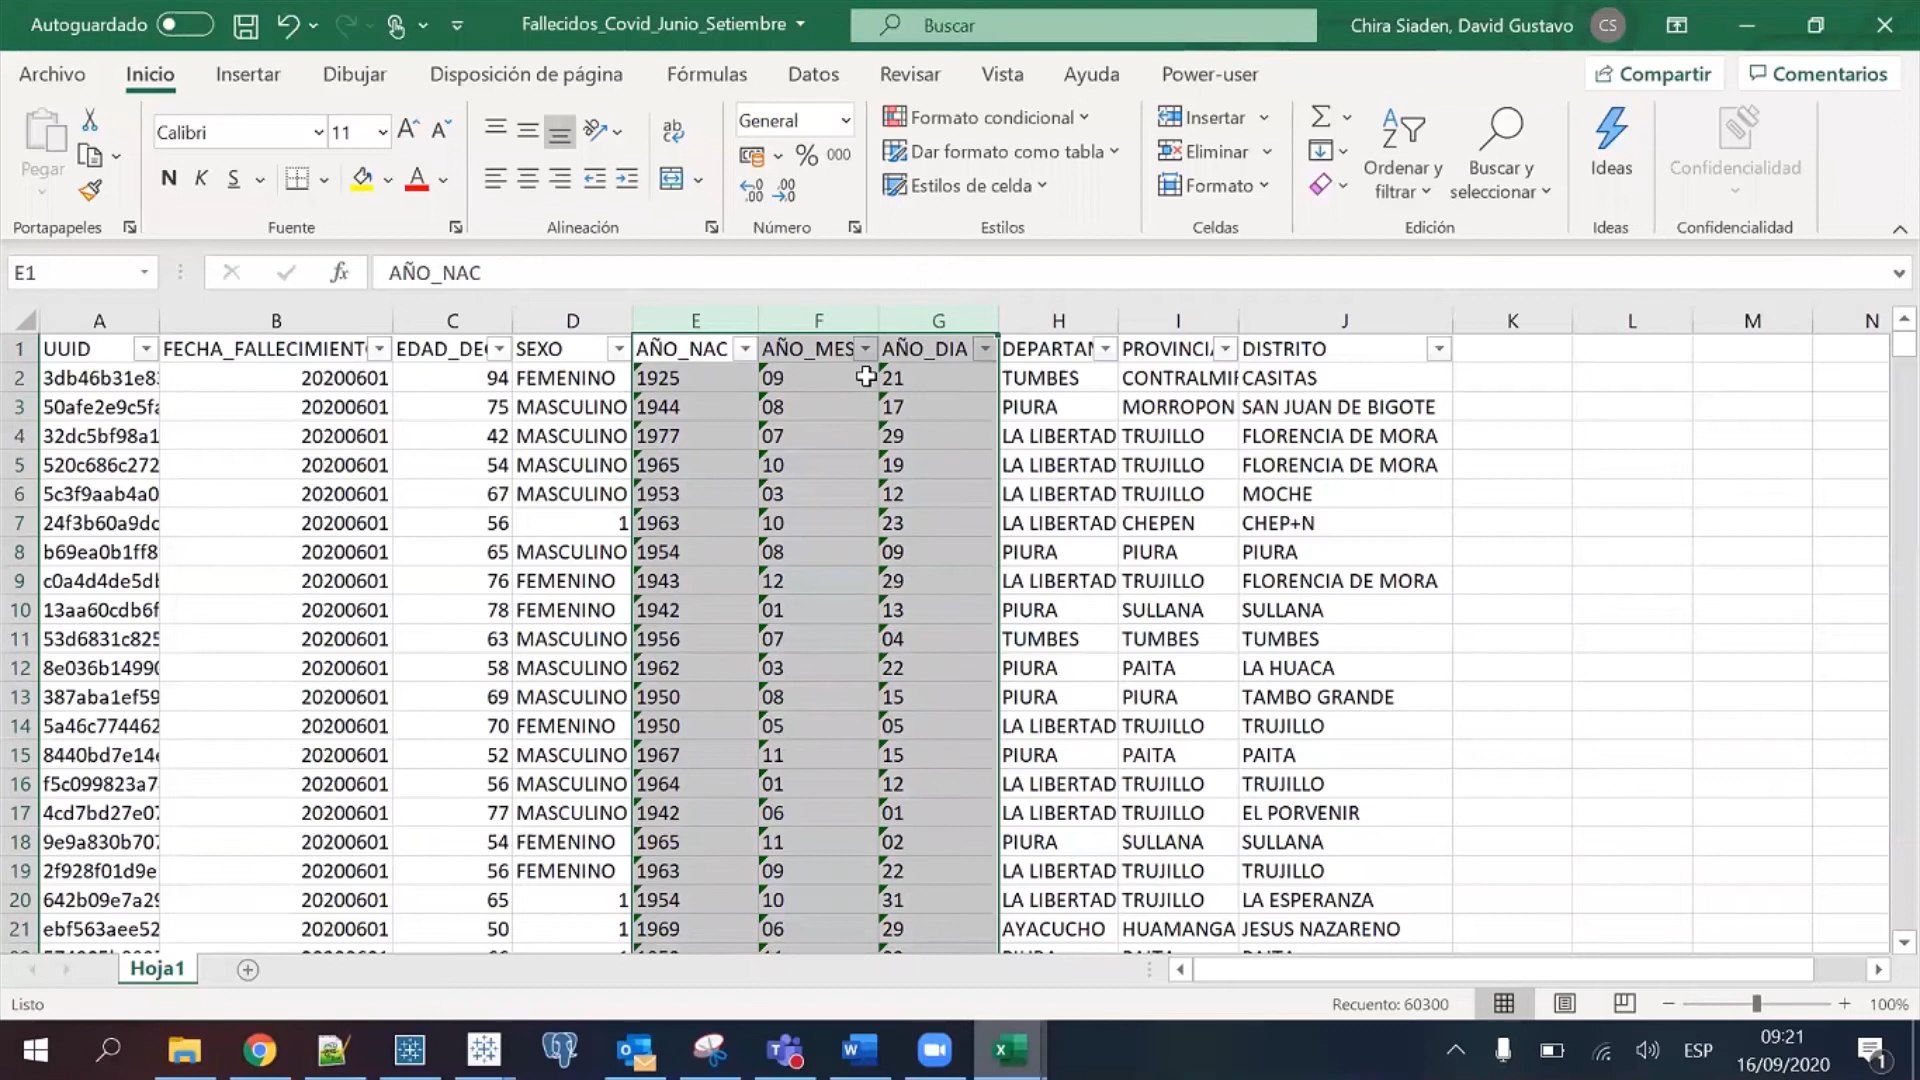 Autoguardado Fallecidos_Covid_Junio_Setiembre Buscar Chira Siaden, David Gustavo CS
Archivo Inicio Insertar Dibujar Disposición de página Fórmulas Datos Revisar Vista Ayuda Power-user Compartir Comentarios
Pegar Calibri 11 A A ab General Formato condicional Insertar Σ
N K S A % 000 Dar formato como tabla Eliminar Ordenar y filtrar Buscar y seleccionar Ideas Confidencialidad
Estilos de celda Formato
Portapapeles Fuente Alineación Número Estilos Celdas Edición Ideas Confidencialidad
E1 fx AÑO_NAC
A B C D E F G H I J K L M N
1 UUID FECHA_FALLECIMIENT EDAD_DE SEXO AÑO_NAC AÑO_MES AÑO_DIA DEPARTA PROVINCIA DISTRITO
2 3db46b31e8 20200601 94 FEMENINO 1925 09 21 TUMBES CONTRALMI CASITAS
3 50afe2e9c5fa 20200601 75 MASCULINO 1944 08 17 PIURA MORROPON SAN JUAN DE BIGOTE
4 32dc5bf98a1 20200601 42 MASCULINO 1977 07 29 LA LIBERTAD TRUJILLO FLORENCIA DE MORA
5 520c686c272 20200601 54 MASCULINO 1965 10 19 LA LIBERTAD TRUJILLO FLORENCIA DE MORA
6 5c3f9aab4a0 20200601 67 MASCULINO 1953 03 12 LA LIBERTAD TRUJILLO MOCHE
7 24f3b60a9dc 20200601 56 1 1963 10 23 LA LIBERTAD CHEPEN CHEP+N
8 b69ea0b1ff8 20200601 65 MASCULINO 1954 08 09 PIURA PIURA PIURA
9 c0a4d4de5db 20200601 76 FEMENINO 1943 12 29 LA LIBERTAD TRUJILLO FLORENCIA DE MORA
10 13aa60cdb6f 20200601 78 FEMENINO 1942 01 13 PIURA SULLANA SULLANA
11 53d6831c825 20200601 63 MASCULINO 1956 07 04 TUMBES TUMBES TUMBES
12 8e036b14990 20200601 58 MASCULINO 1962 03 22 PIURA PAITA LA HUACA
13 387aba1ef59 20200601 69 MASCULINO 1950 08 15 PIURA PIURA TAMBO GRANDE
14 5a46c774462 20200601 70 FEMENINO 1950 05 05 LA LIBERTAD TRUJILLO TRUJILLO
15 8440bd7e14e 20200601 52 MASCULINO 1967 11 15 PIURA PAITA PAITA
16 f5c099823a7 20200601 56 MASCULINO 1964 01 12 LA LIBERTAD TRUJILLO TRUJILLO
17 4cd7bd27e07 20200601 77 MASCULINO 1942 06 01 LA LIBERTAD TRUJILLO EL PORVENIR
18 9e9a830b707 20200601 54 FEMENINO 1965 11 02 PIURA SULLANA SULLANA
19 2f928f01d9e 20200601 56 FEMENINO 1963 09 22 LA LIBERTAD TRUJILLO TRUJILLO
20 642b09e7a29 20200601 65 1 1954 10 31 LA LIBERTAD TRUJILLO LA ESPERANZA
21 ebf563aee52 20200601 50 1 1969 06 29 AYACUCHO HUAMANGA JESUS NAZARENO
Hoja1
Listo Recuento: 60300 100%
ESP 09:21
16/09/2020 1